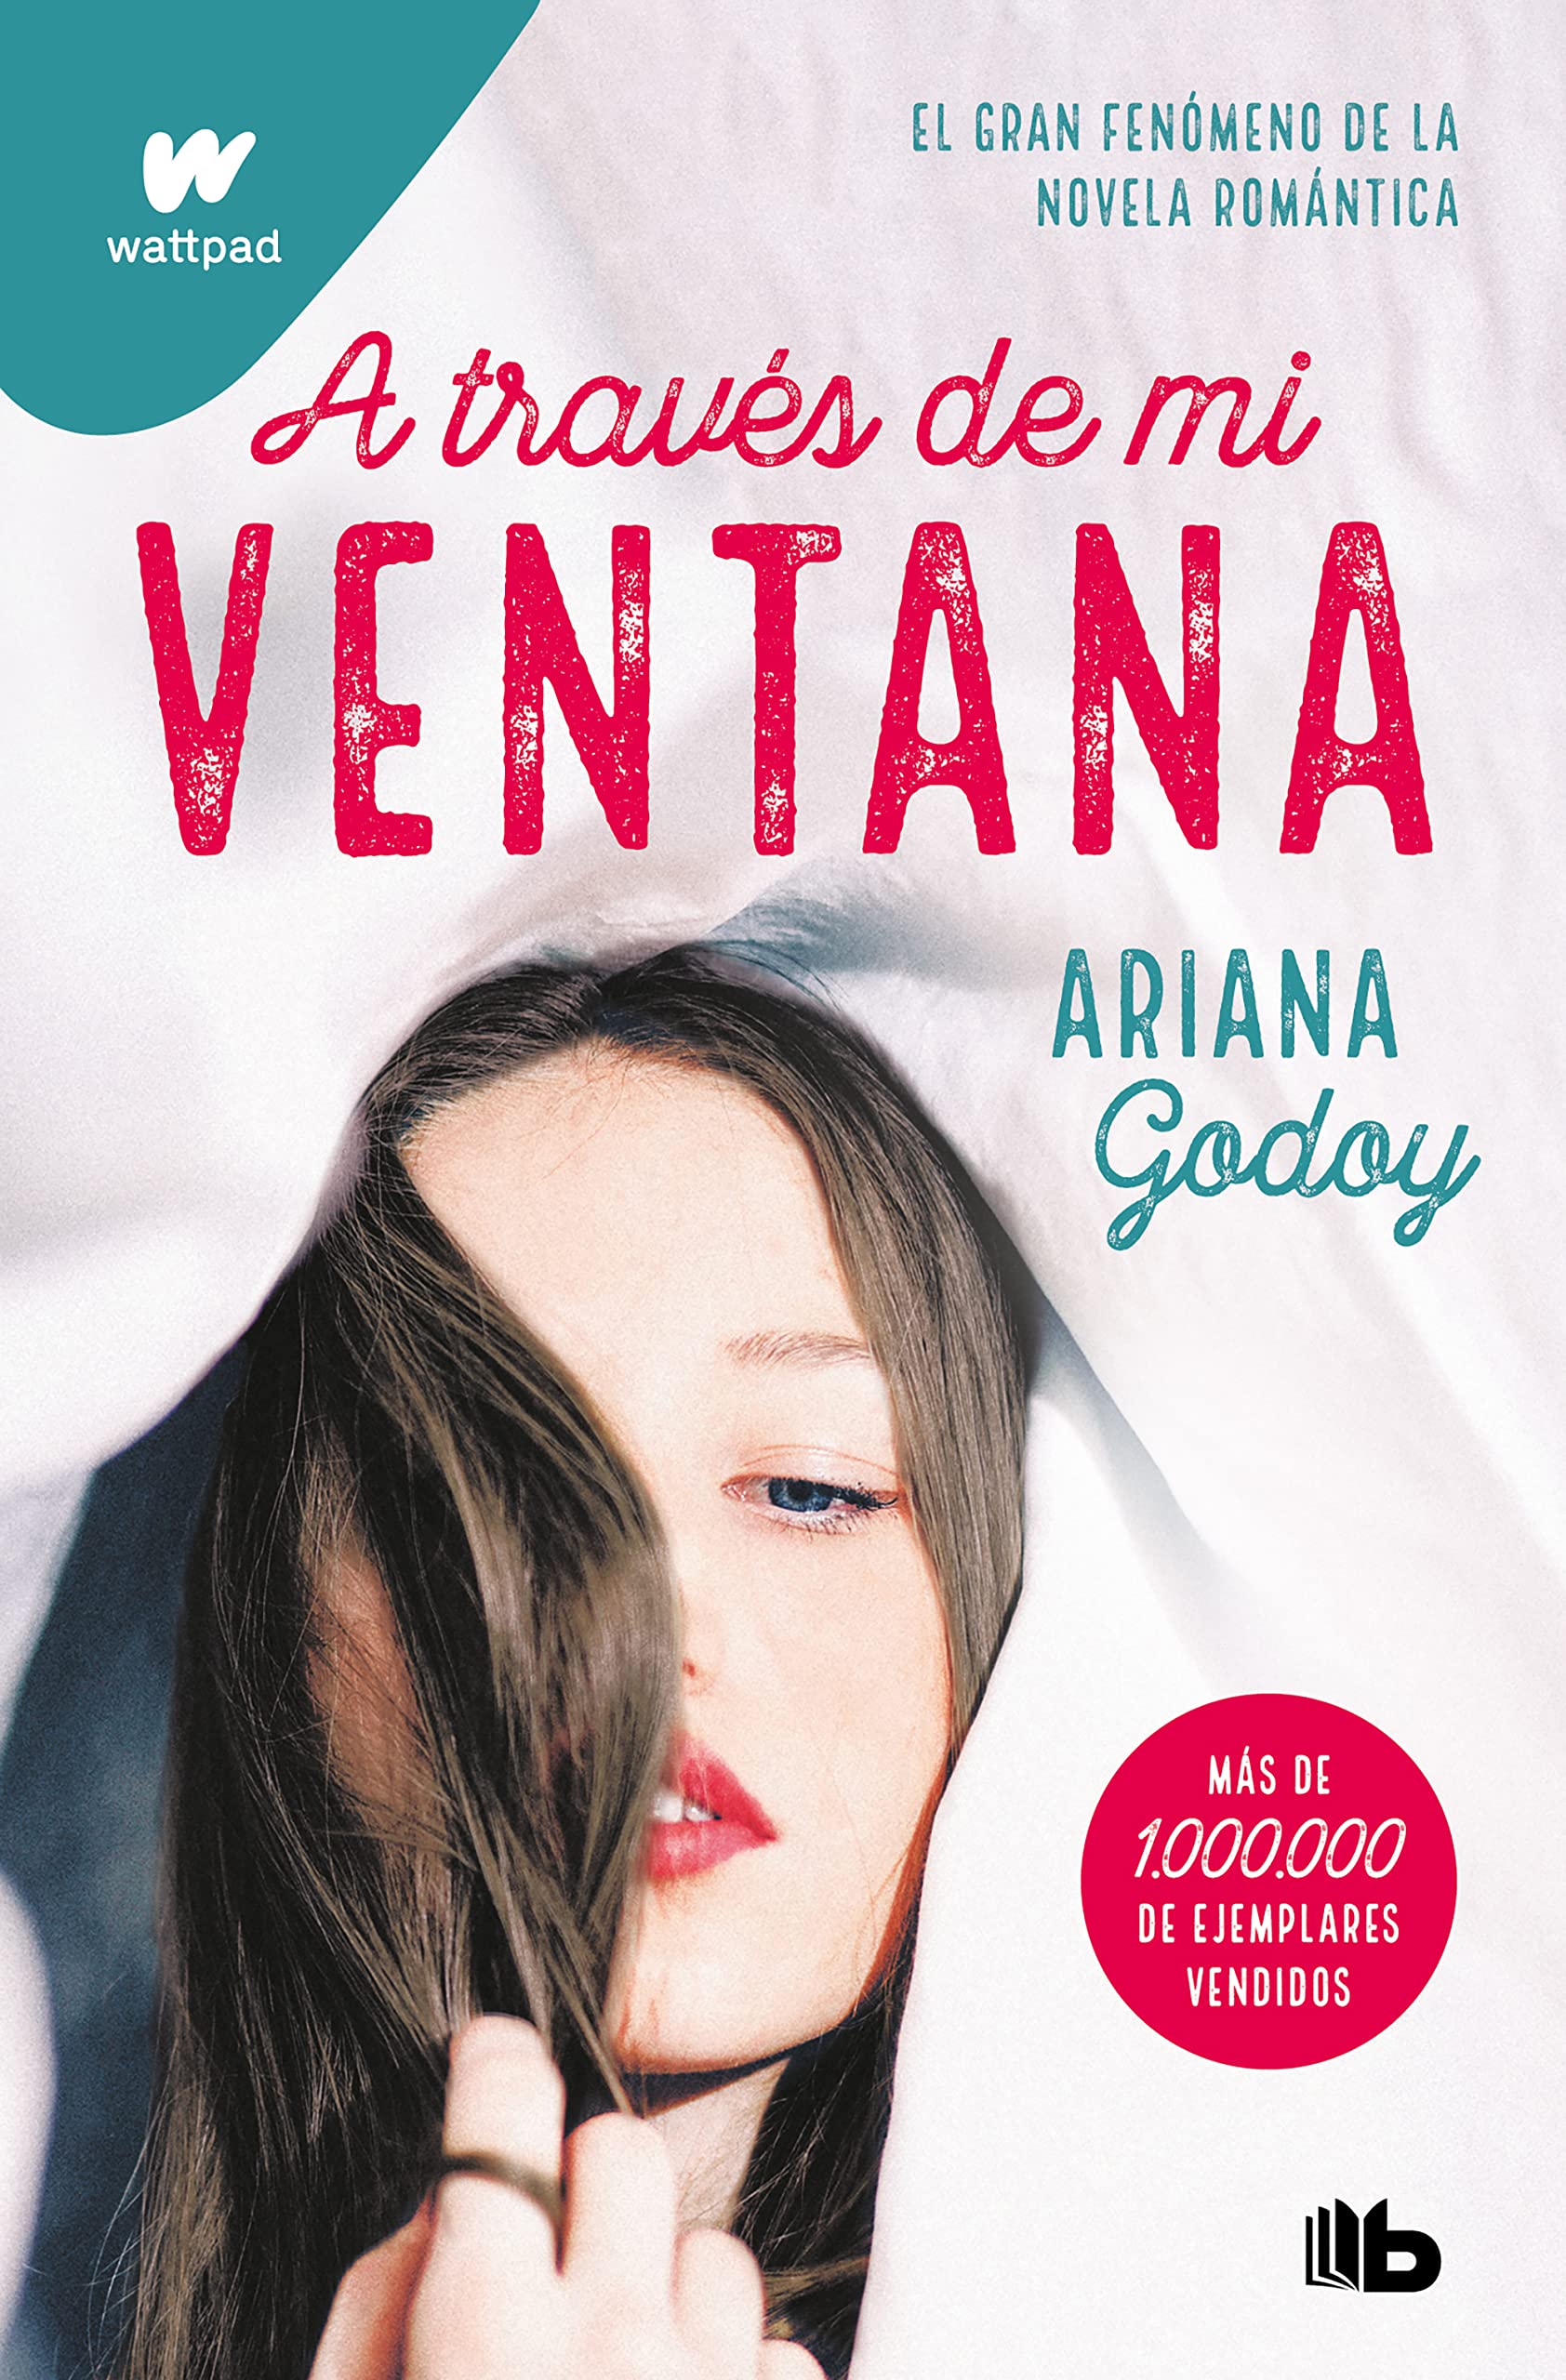 wattpad
EL GRAN FENÓMENO DE LA
NOVELA ROMÁNTICA
A través de mi
VENTANA
ARIANA
Godoy
MÁS DE
1.000.000
DE EJEMPLARES
VENDIDOS
b